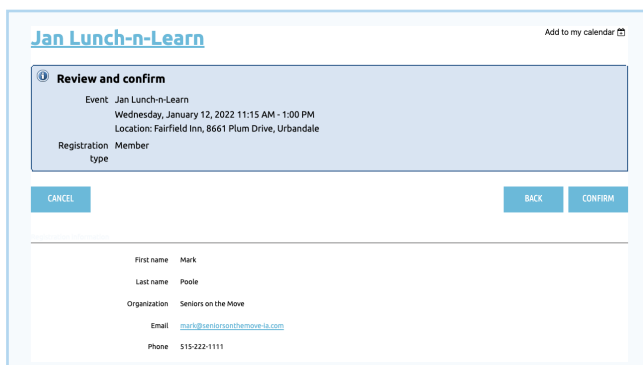 Jan Lunch-n-Learn
Add to my calendar
Review and confirm
Event Jan Lunch-n-Learn
Wednesday, January 12, 2022 11:15 AM - 1:00 PM
Location: Fairfield Inn, 8661 Plum Drive, Urbandale
Registration type Member
CANCEL
BACK
CONFIRM
First name Mark
Last name Poole
Organization Seniors on the Move
Email mark@seniorsonthemove-ia.com
Phone 515-222-1111